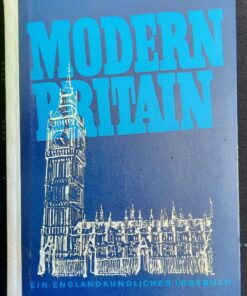 MODERN
BRITAIN
EIN ENGLANDKUNDLICHES LESEBUCH